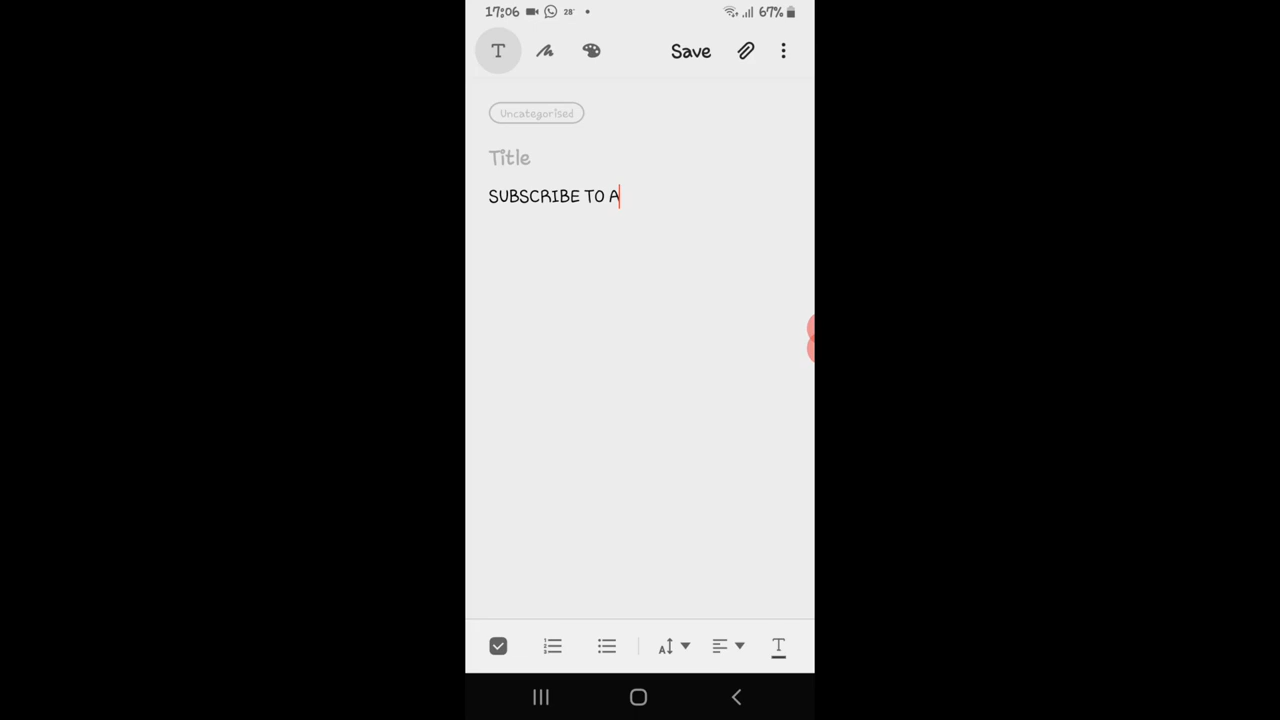 17:06 28° 67%
T Save
Uncategorised
Title
SUBSCRIBE TO A